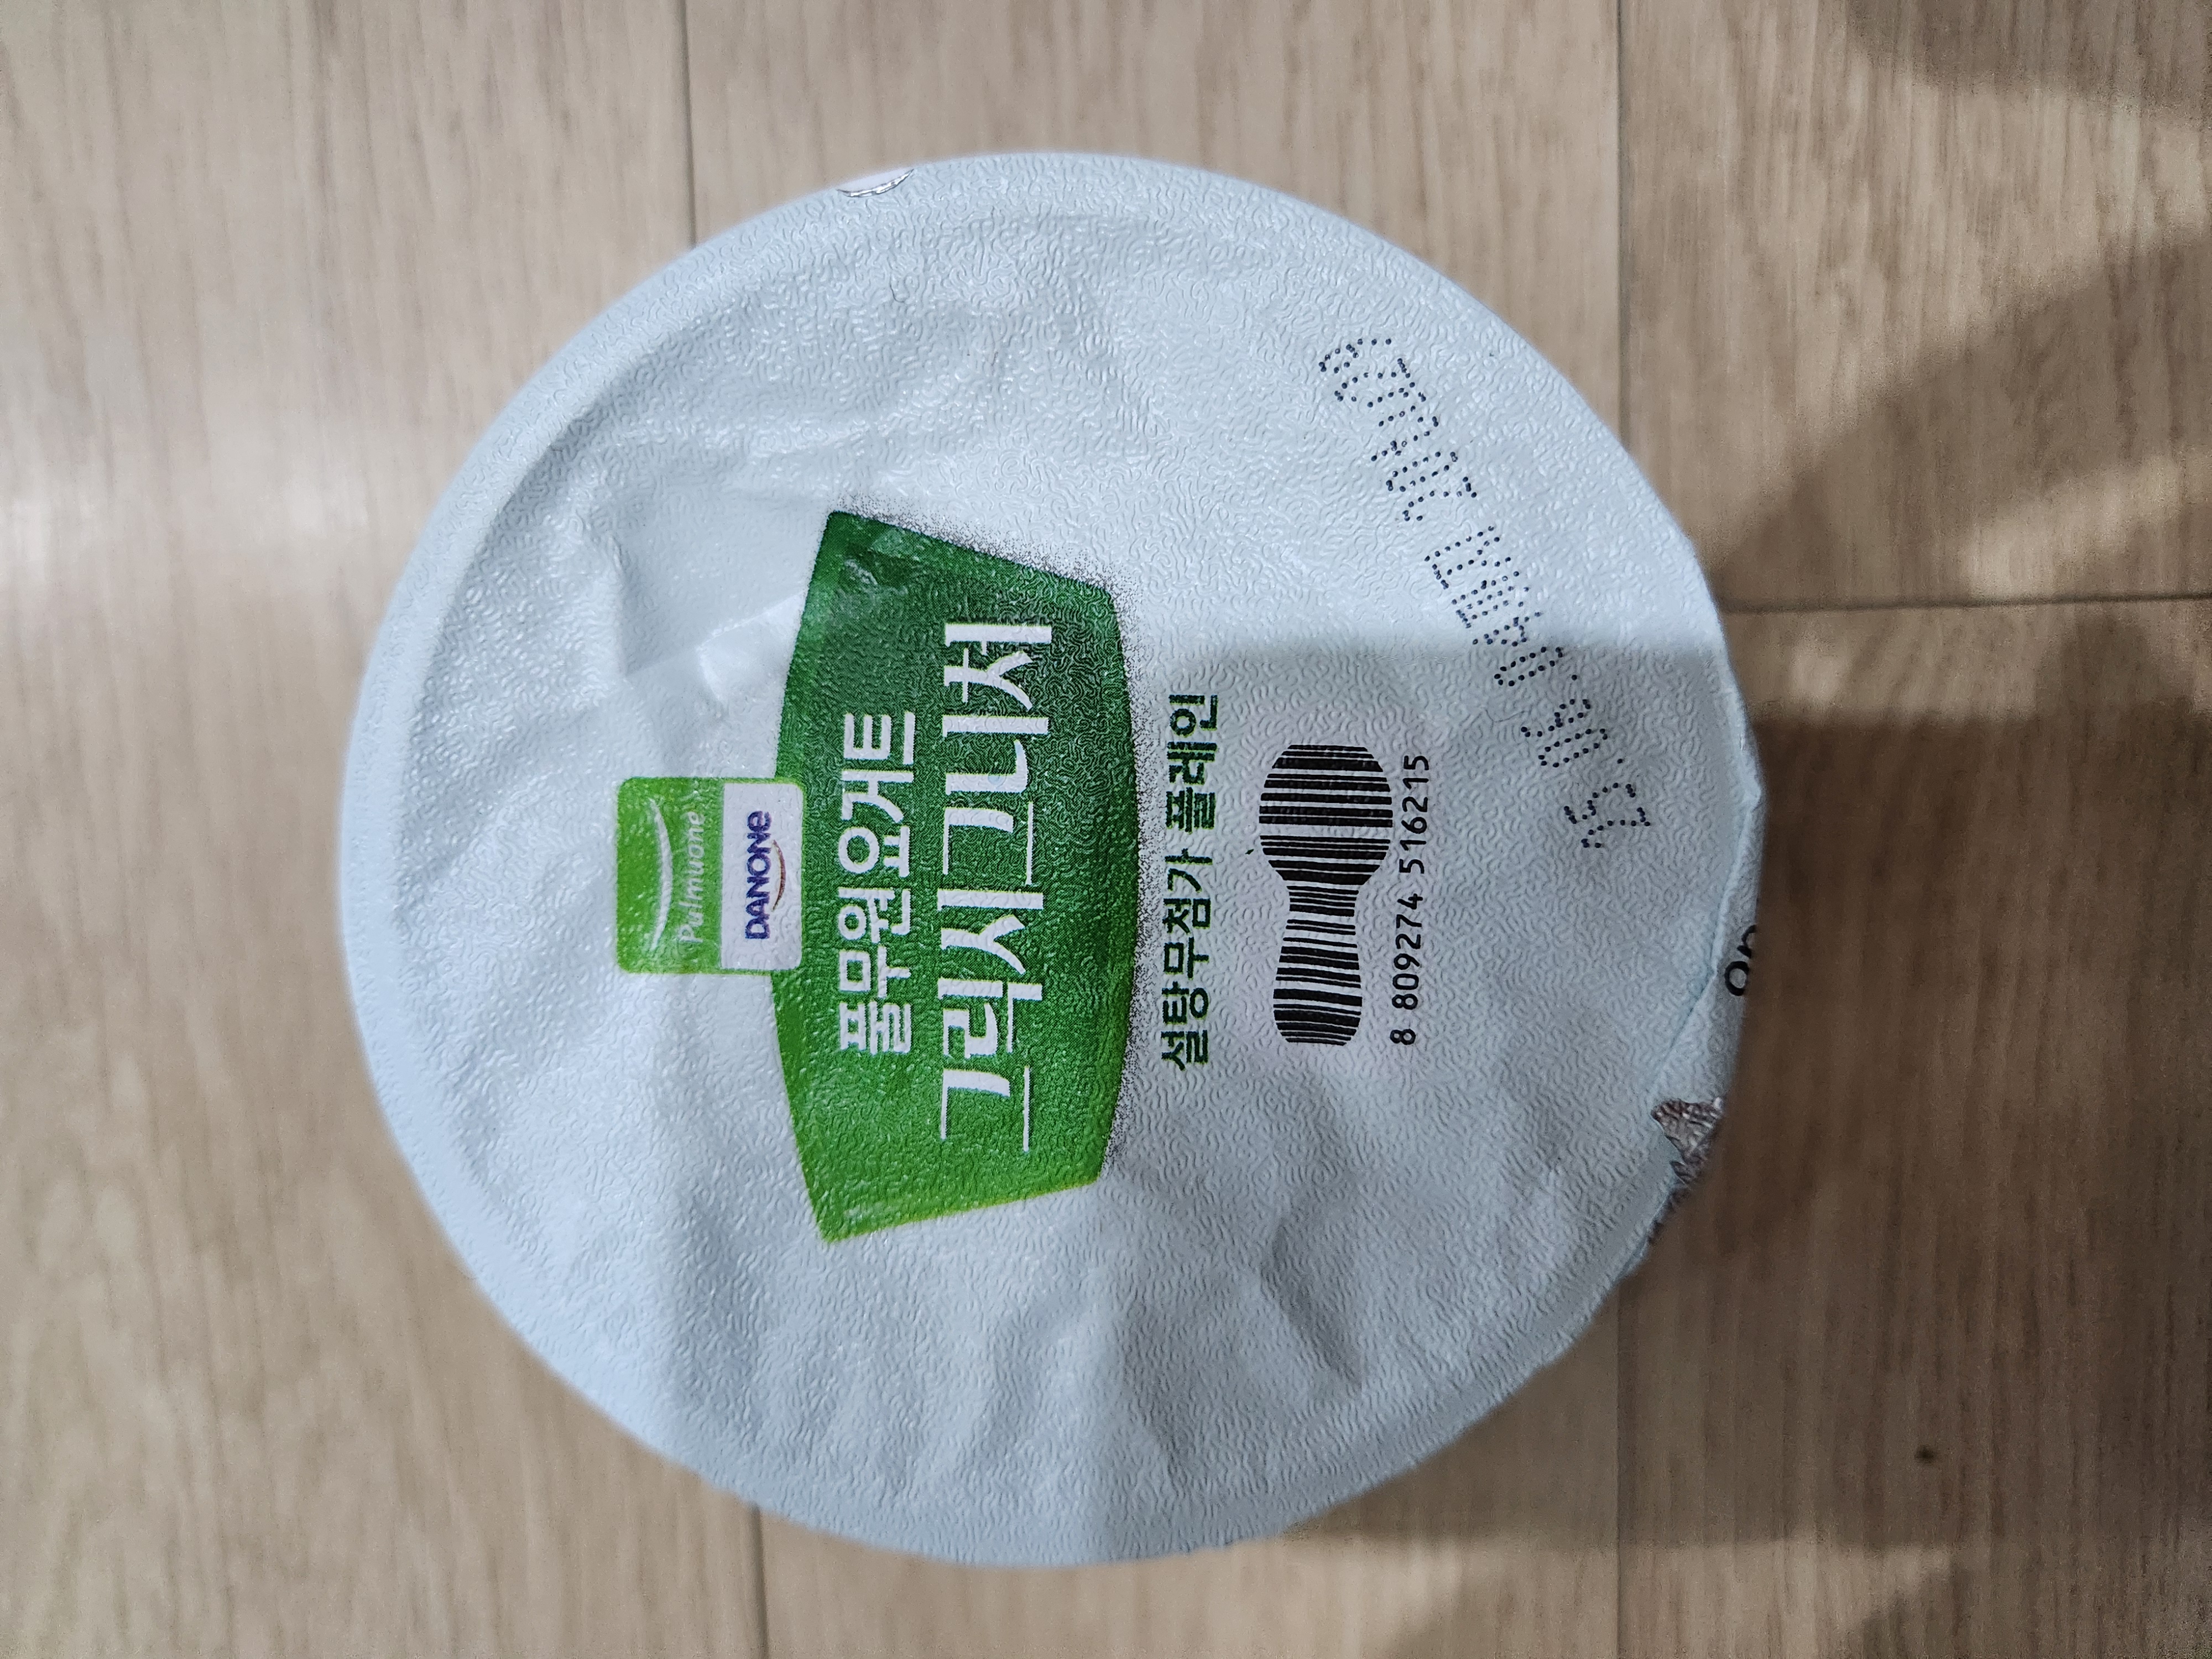 Pulmuone
DANONE
풀무원요거트
그릭시그니처
설탕무첨가 플레인
8 809274 516215